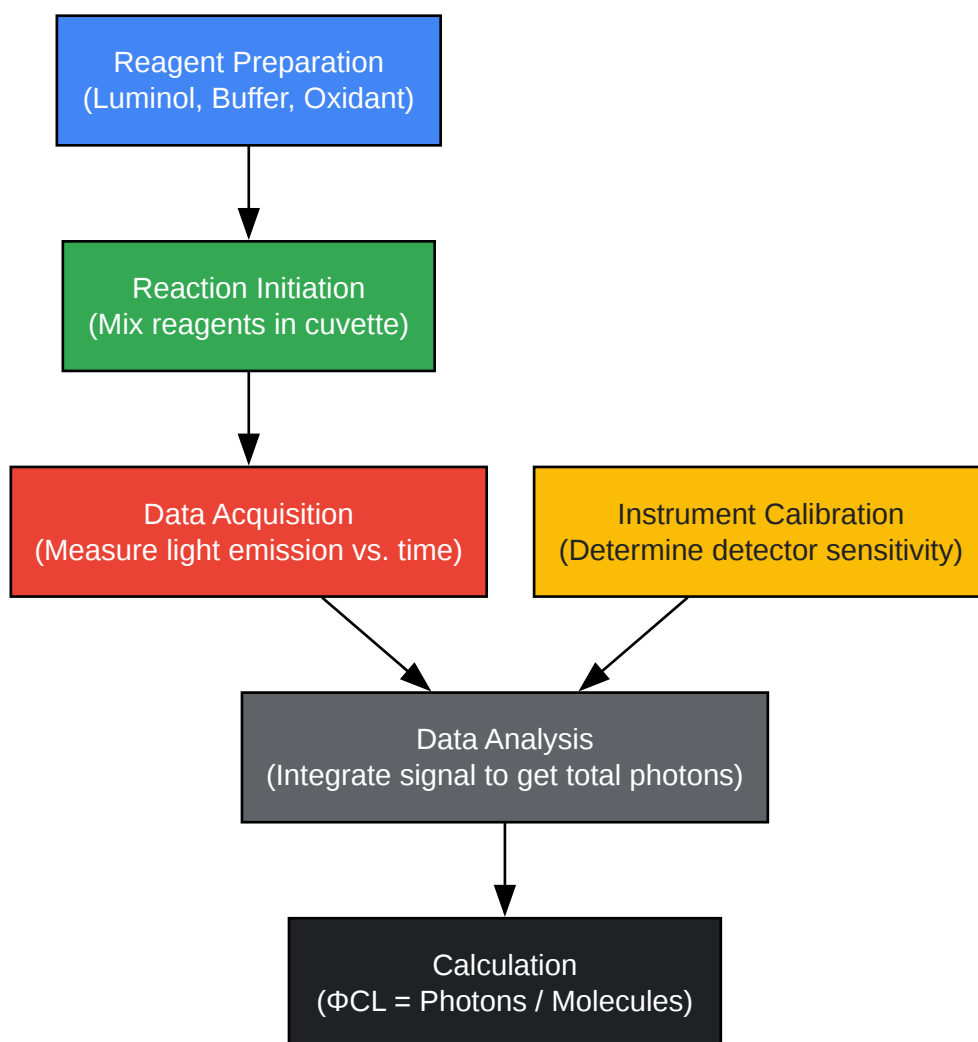 Reagent Preparation
(Luminol, Buffer, Oxidant)
Reaction Initiation
(Mix reagents in cuvette)
Data Acquisition
(Measure light emission vs. time)
Instrument Calibration
(Determine detector sensitivity)
Data Analysis
(Integrate signal to get total photons)
Calculation
(ΦCL = Photons / Molecules)